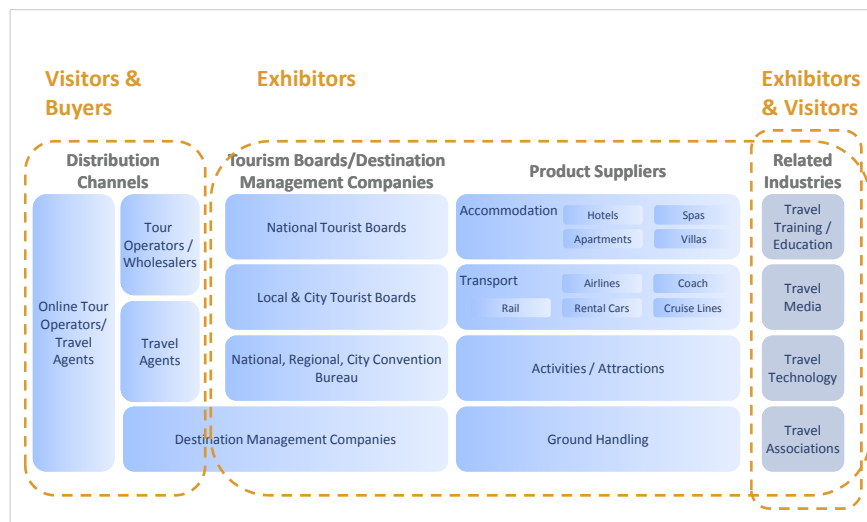 Visitors &
Buyers
Exhibitors
Exhibitors
& Visitors
Distribution
Channels
Tourism Boards/Destination
Management Companies
Product Suppliers
Related
Industries
Online Tour
Operators/
Travel
Agents
Tour
Operators /
Wholesalers
Travel
Agents
National Tourist Boards
Local & City Tourist Boards
National, Regional, City Convention
Bureau
Destination Management Companies
Accommodation
Hotels
Spas
Apartments
Villas
Transport
Airlines
Coach
Rail
Rental Cars
Cruise Lines
Activities / Attractions
Ground Handling
Travel
Training /
Education
Travel
Media
Travel
Technology
Travel
Associations